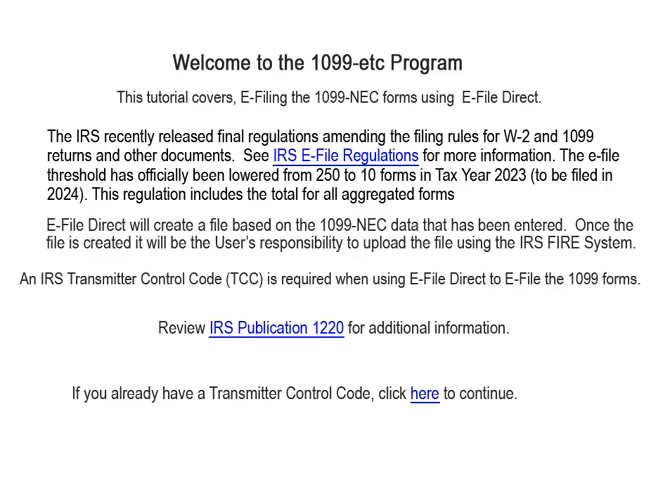 Welcome to the 1099-etc Program
This tutorial covers, E-Filing the 1099-NEC forms using E-File Direct.
The IRS recently released final regulations amending the filing rules for W-2 and 1099
returns and other documents. See IRS E-File Regulations for more information. The e-file
threshold has officially been lowered from 250 to 10 forms in Tax Year 2023 (to be filed in
2024). This regulation includes the total for all aggregated forms
E-File Direct will create a file based on the 1099-NEC data that has been entered. Once the
file is created it will be the User's responsibility to upload the file using the IRS FIRE System.
An IRS Transmitter Control Code (TCC) is required when using E-File Direct to E-File the 1099 forms.
Review IRS Publication 1220 for additional information.
If you already have a Transmitter Control Code, click here to continue.